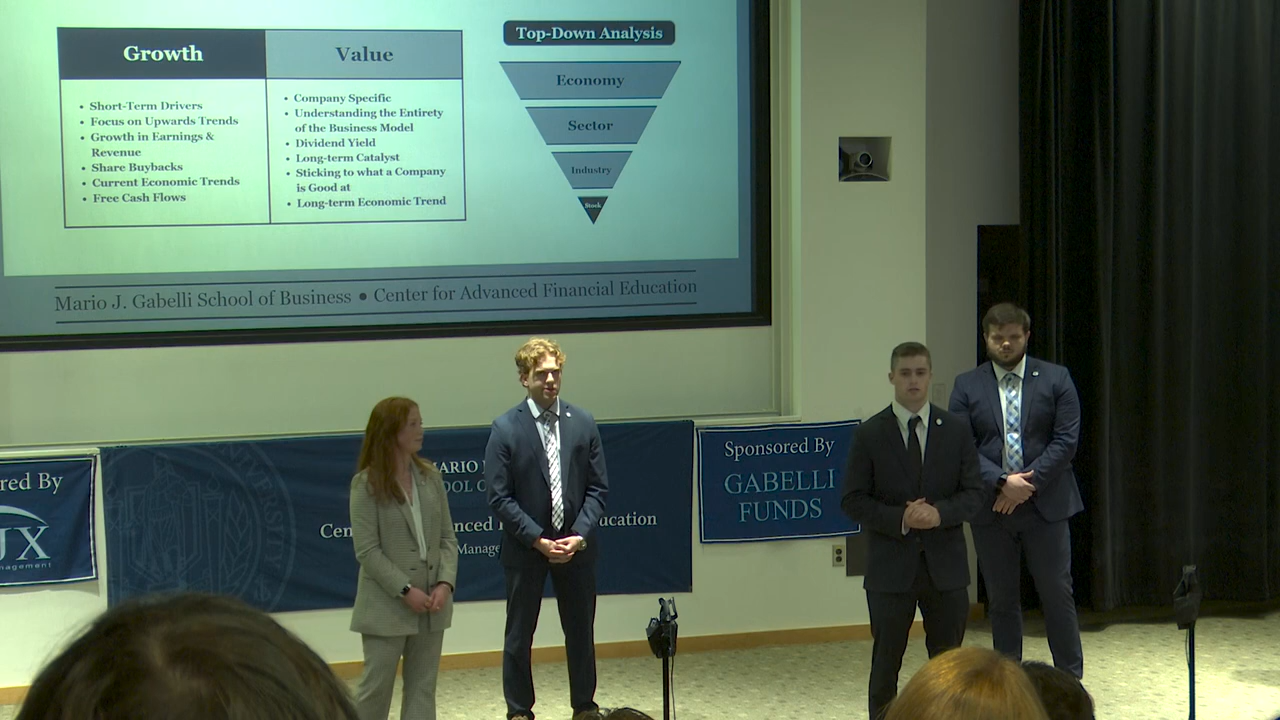 Growth
Value
• Short-Term Drivers
• Focus on Upwards Trends
• Growth in Earnings &
Revenue
• Share Buybacks
• Current Economic Trends
• Free Cash Flows
• Company Specific
• Understanding the Entirety
of the Business Model
• Dividend Yield
• Long-term Catalyst
• Sticking to what a Company
is Good at
• Long-term Economic Trend
Top-Down Analysis
Economy
Sector
Industry
Stock
Mario J. Gabelli School of Business • Center for Advanced Financial Education
Sponsored By
GABELLI
FUNDS